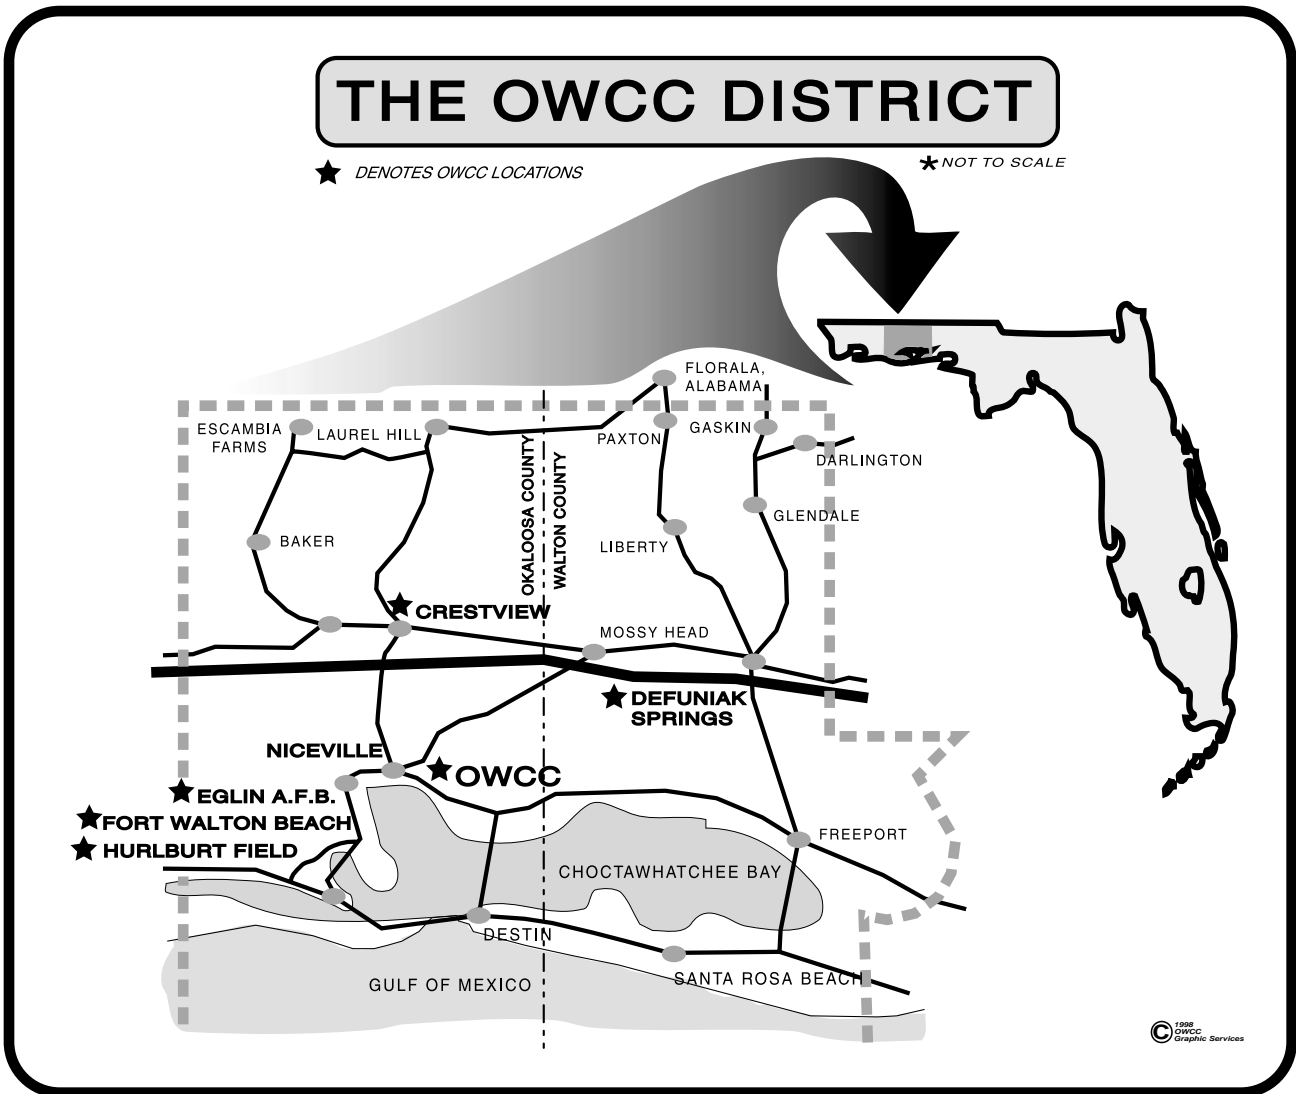 THE OWCC DISTRICT
DENOTES OWCC LOCATIONS
*NOT TO SCALE
FLORALA,
ALABAMA
ESCAMBIA
FARMS
LAUREL HILL
PAXTON
GASKIN
DARLINGTON
OKALOOSA COUNTY
WALTON COUNTY
GLENDALE
BAKER
LIBERTY
CRESTVIEW
MOSSY HEAD
DEFUNIAK
SPRINGS
NICEVILLE
OWCC
EGLIN A.F.B.
FORT WALTON BEACH
HURLBURT FIELD
FREEPORT
CHOCTAWHATCHEE BAY
DESTIN
SANTA ROSA BEACH
GULF OF MEXICO
© 1998
OWCC
Graphic Services